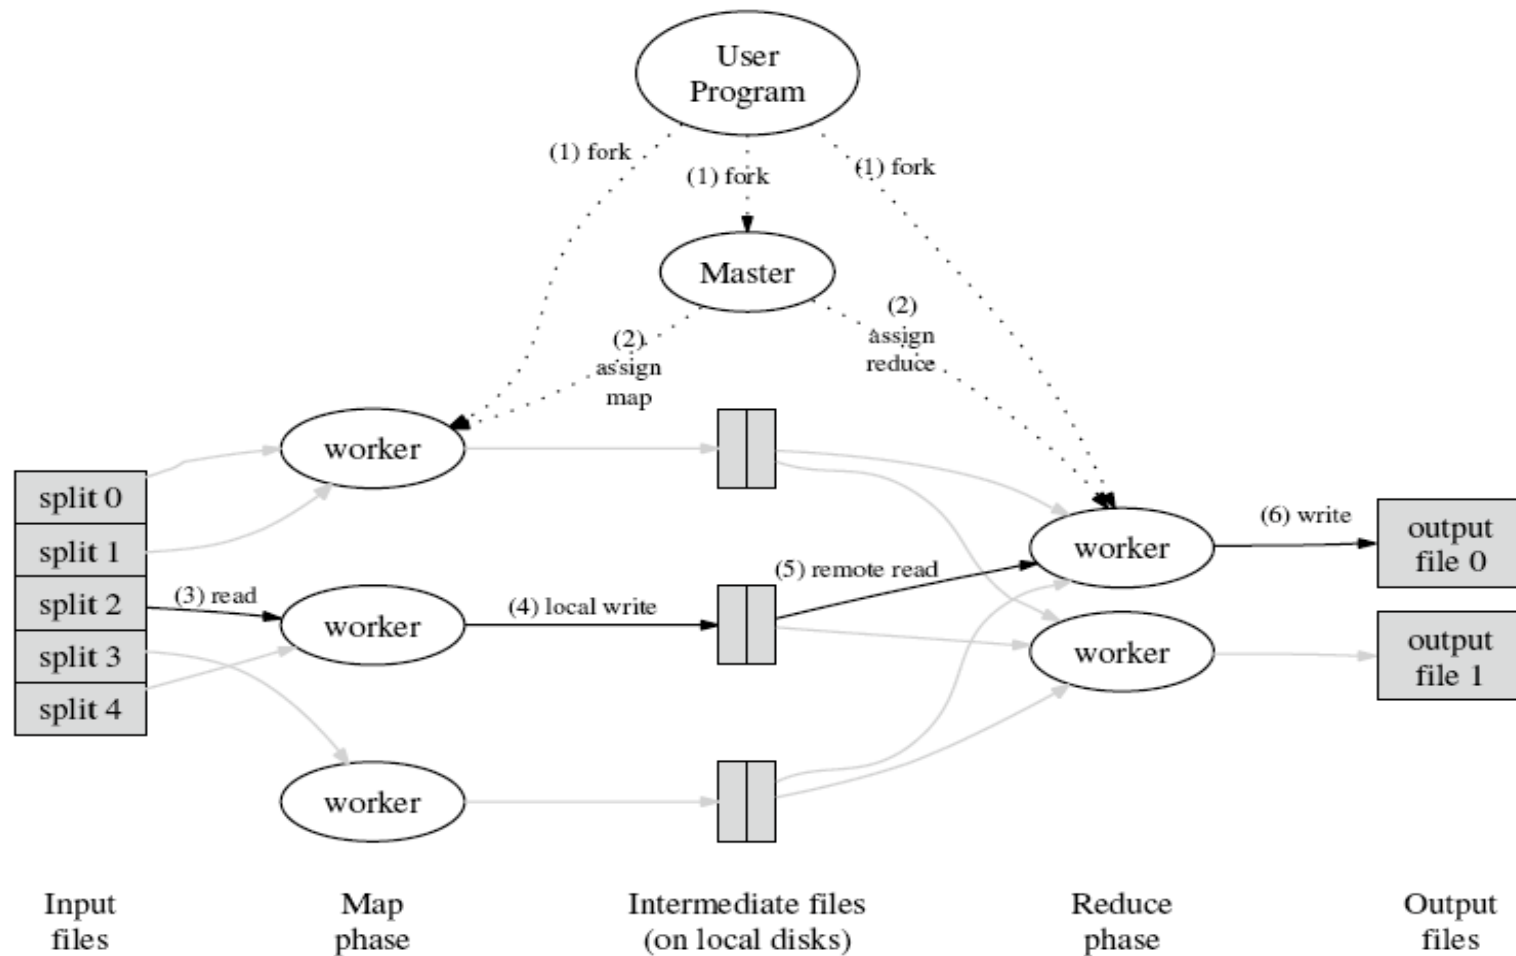 User
Program
(1) fork
(1) fork
(1) fork
Master
(2)
assign
map
(2)
assign
reduce
worker
split 0
split 1
split 2
split 3
split 4
(3) read
worker
(4) local write
(5) remote read
worker
(6) write
output
file 0
worker
output
file 1
worker
Input
files
Map
phase
Intermediate files
(on local disks)
Reduce
phase
Output
files